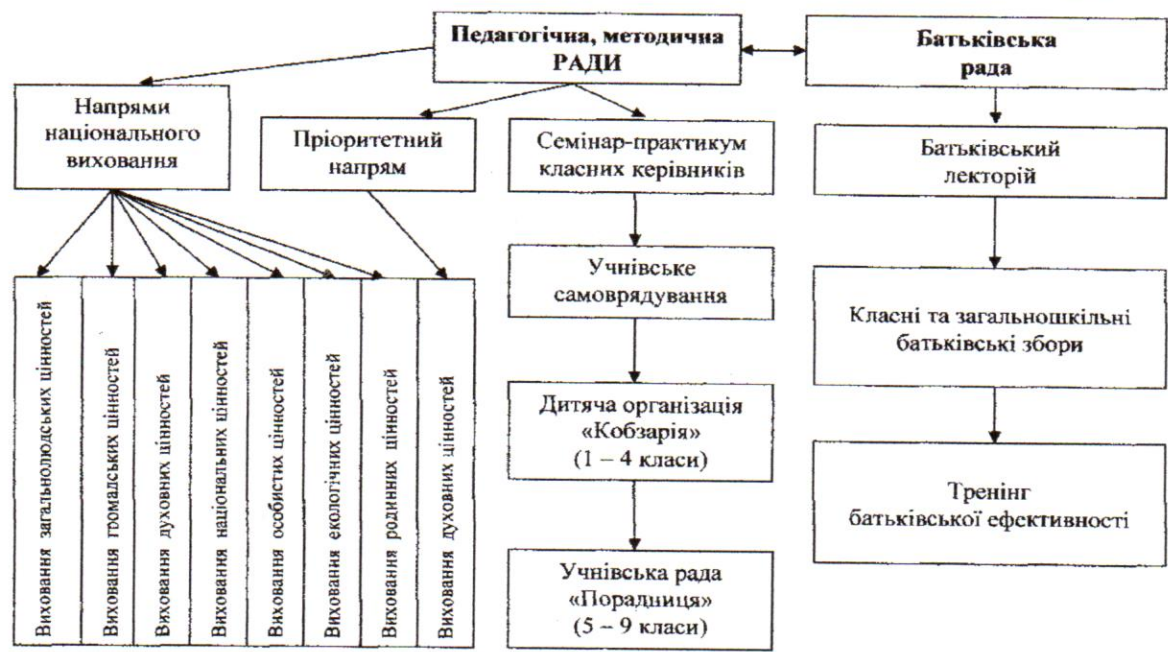 Педагогічна, методична
РАДИ
Батьківська
рада
Напрями
національного
виховання
Пріоритетний
напрям
Семінар-практикум
класних керівників
Батьківський
лекторій
Учнівське
самоврядування
Класні та загальношкільні
батьківські збори
Дитяча організація
«Кобзарія»
(1 – 4 класи)
Тренінг
батьківської ефективності
Учнівська рада
«Порадниця»
(5 – 9 класи)
Виховання загальнолюдських цінностей
Виховання громадських цінностей
Виховання духовних цінностей
Виховання національних цінностей
Виховання особистих цінностей
Виховання екологічних цінностей
Виховання родинних цінностей
Виховання духовних цінностей